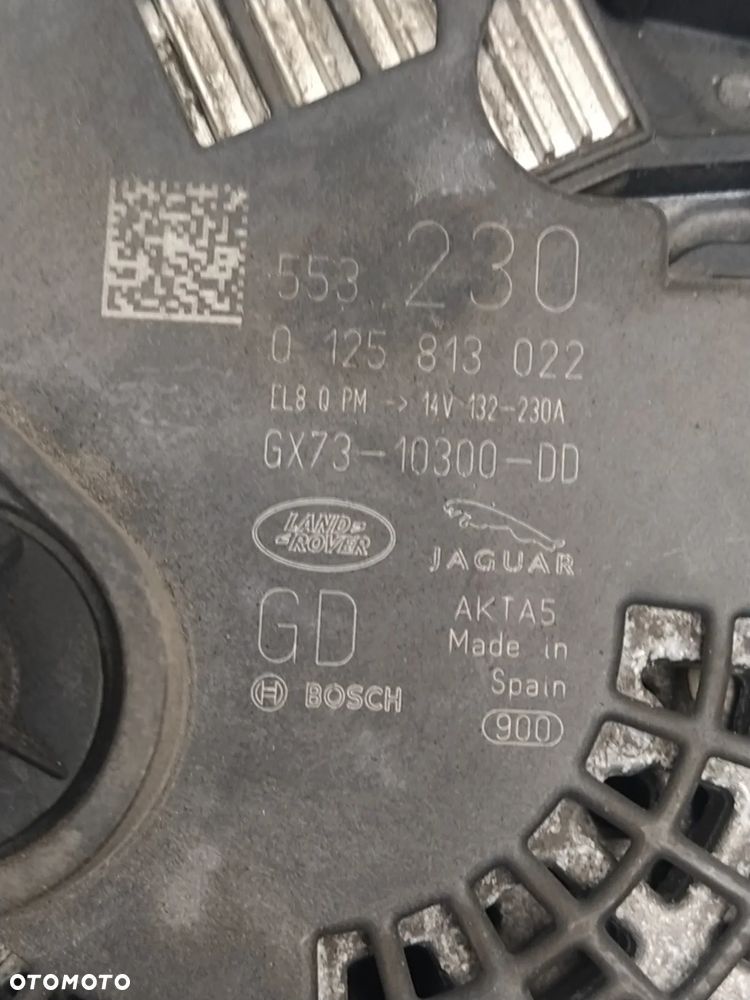 553 230
0 125 813 022
EL8 0 PM -> 14V 132-230A
GX73-10300-DD
LAND-
-ROVER
JAGUAR
GD
AKTA5
Made in
Spain
BOSCH
900
OTOMOTO